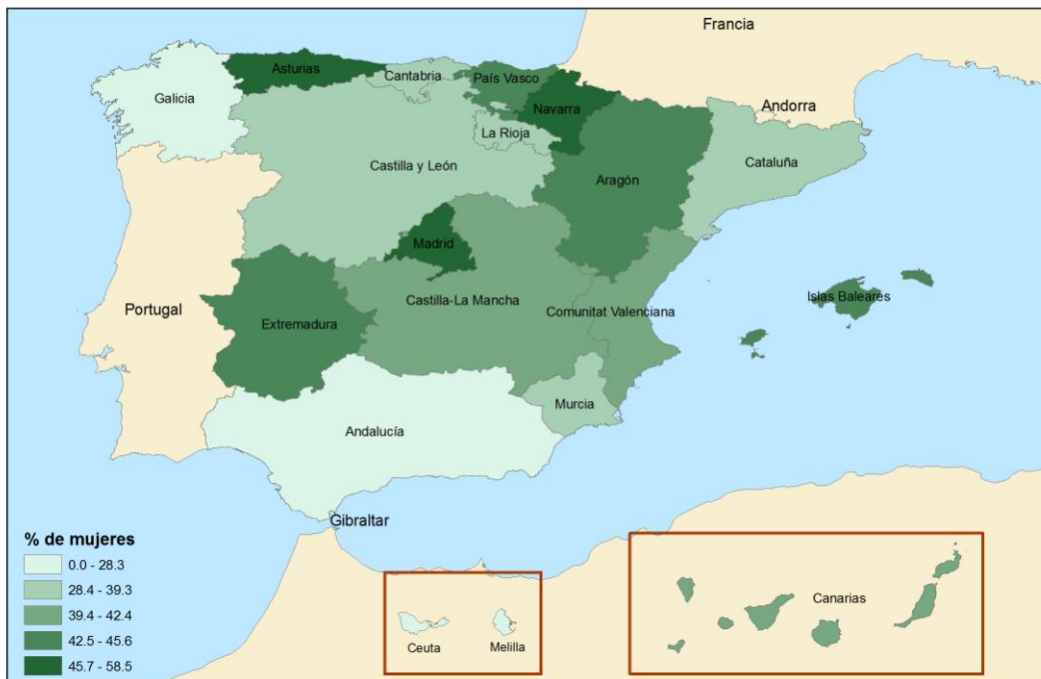 Francia
Asturias
Cantabria
País Vasco
Galicia
Navarra
Andorra
La Rioja
Castilla y León
Cataluña
Aragón
Madrid
Portugal
Castilla-La Mancha
Islas Baleares
Comunitat Valenciana
Extremadura
Murcia
Andalucía
Gibraltar
% de mujeres
0.0 - 28.3
28.4 - 39.3
39.4 - 42.4
42.5 - 45.6
45.7 - 58.5
Ceuta
Melilla
Canarias